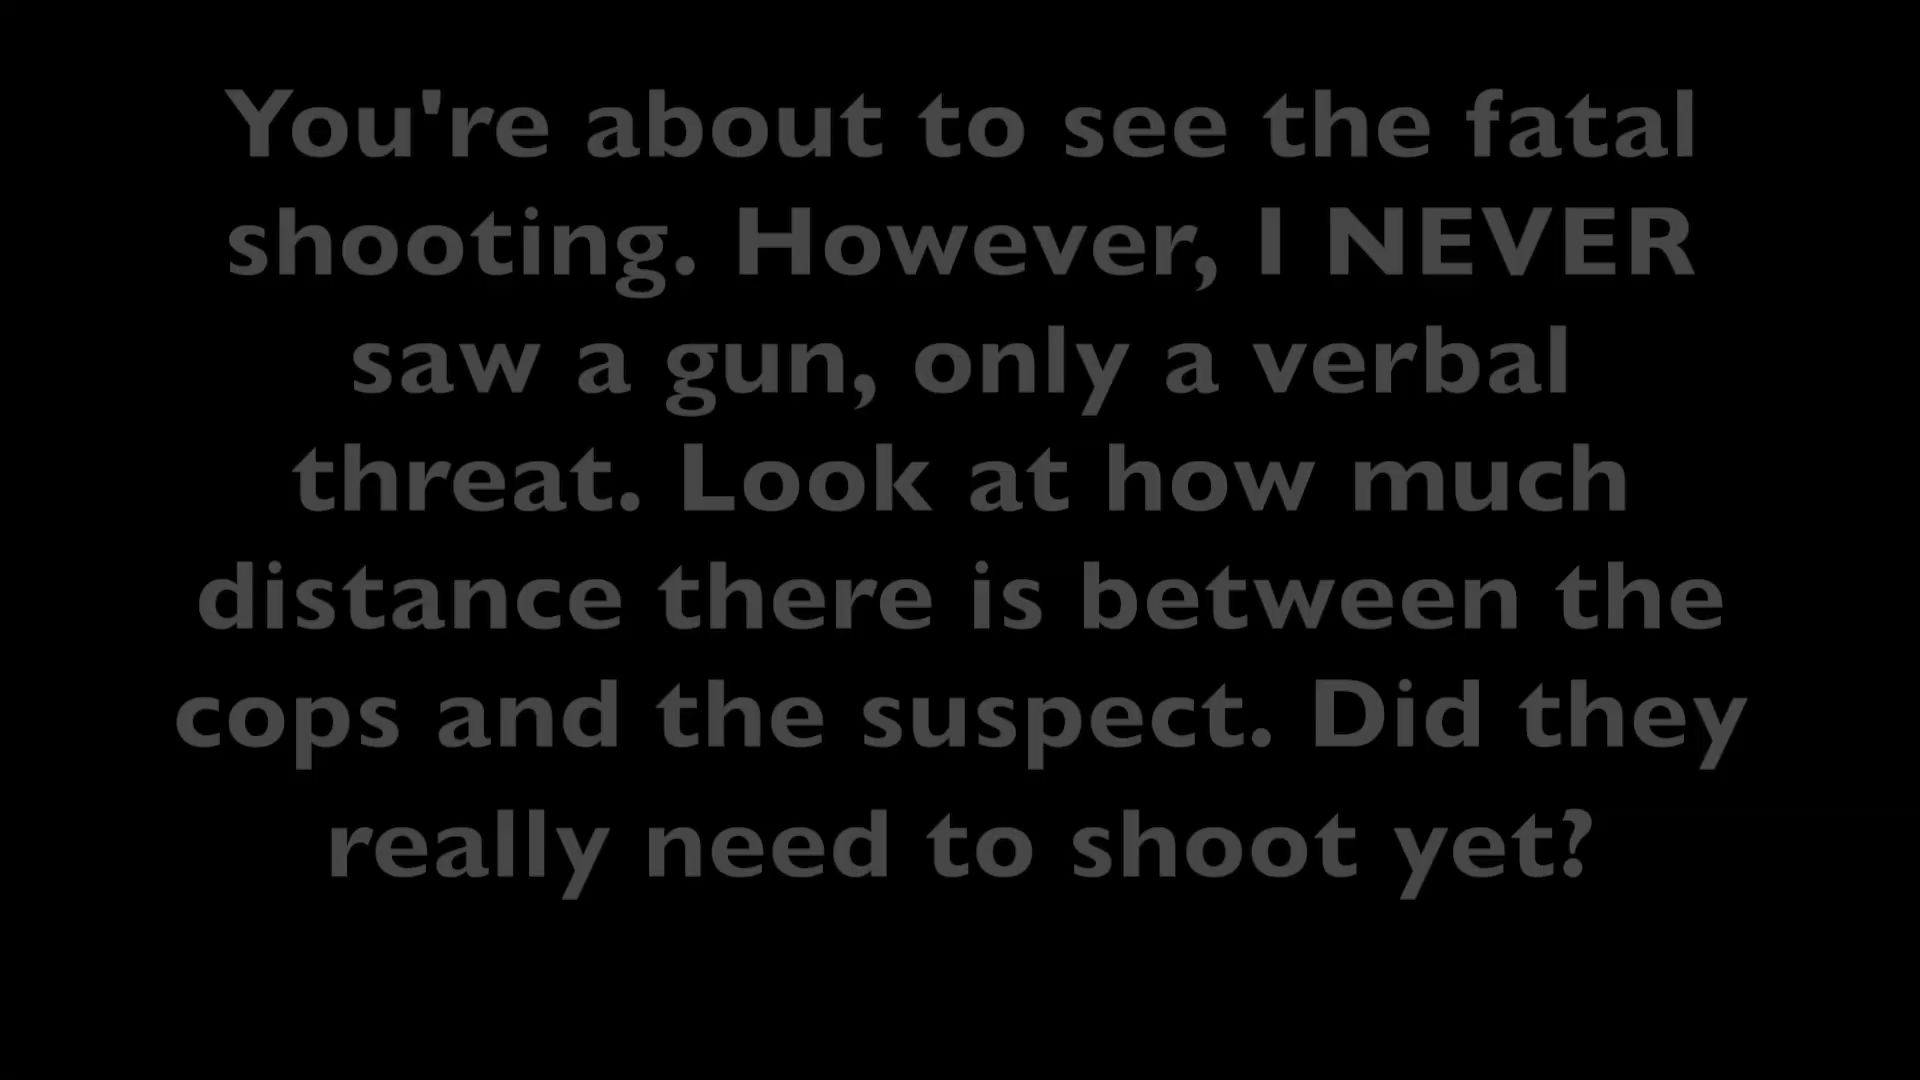 You're about to see the fatal
shooting. However, I NEVER
saw a gun, only a verbal
threat. Look at how much
distance there is between the
cops and the suspect. Did they
really need to shoot yet?